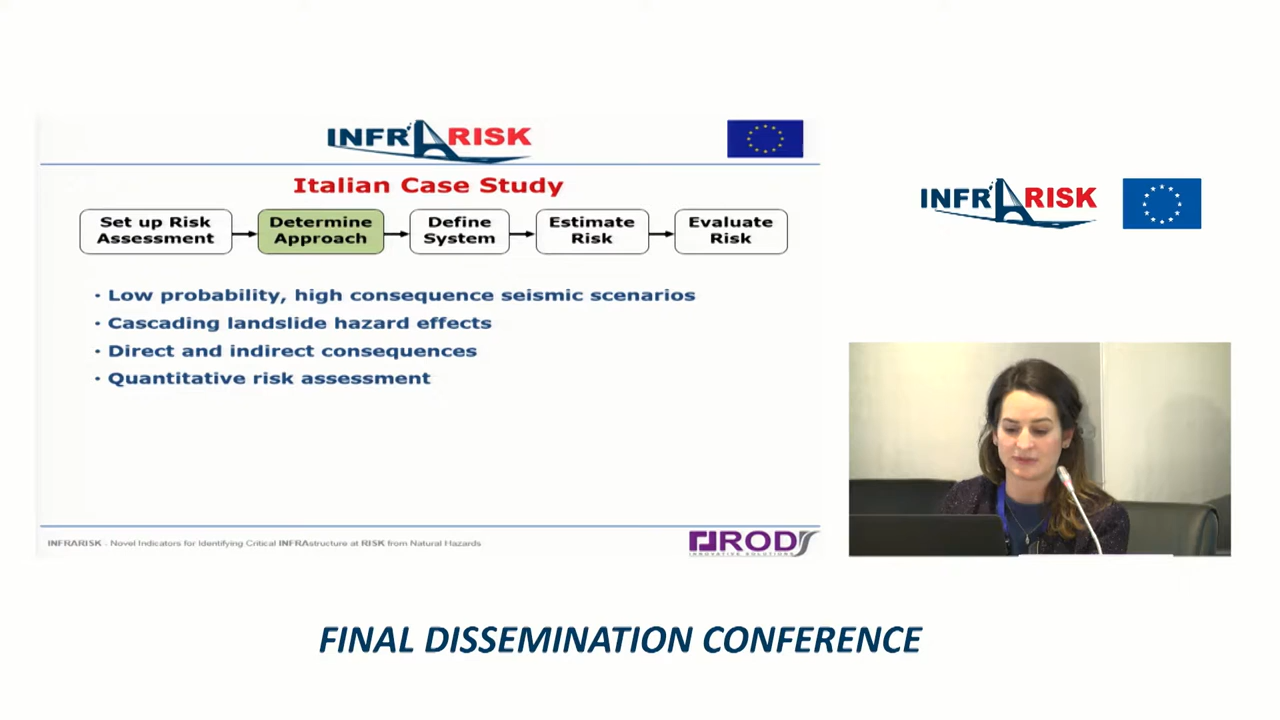 INFRARISK
Italian Case Study
Set up Risk
Assessment
Determine
Approach
Define
System
Estimate
Risk
Evaluate
Risk
• Low probability, high consequence seismic scenarios
• Cascading landslide hazard effects
• Direct and indirect consequences
• Quantitative risk assessment
INFRARISK - Novel Indicators for Identifying Critical INFRAstructure at RISK from Natural Hazards
ROD
INNOVATIVE SOLUTIONS
INFRARISK
FINAL DISSEMINATION CONFERENCE